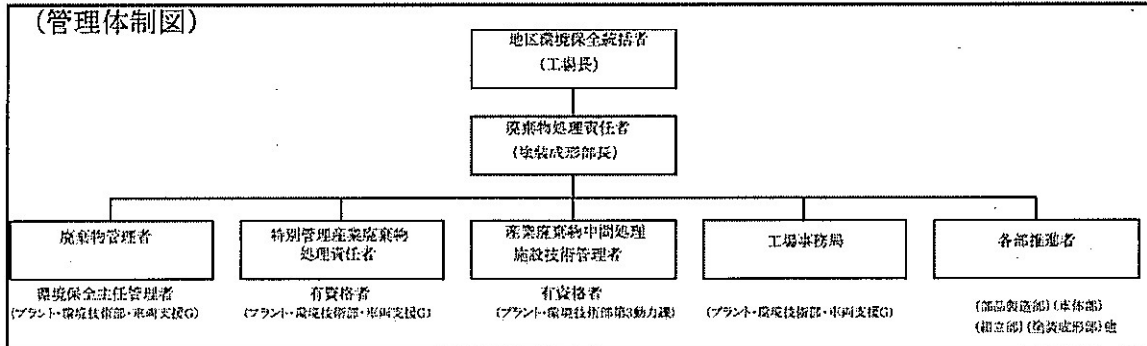 (管理体制図)
地区環境保全統括者
(工場長)
廃棄物処理責任者
(塗装成形部長)
廃棄物管理者
特別管理産業廃棄物
処理責任者
産業廃棄物中間処理
施設技術管理者
工場事務局
各部推進者
環境保全主任管理者
(プラント・環境技術部・車両支援G)
有資格者
(プラント・環境技術部・車両支援G)
有資格者
(プラント・環境技術部第3動力課)
(プラント・環境技術部・車両支援G)
(部品製造部)(車体部)
(組立部)(塗装成形部)他